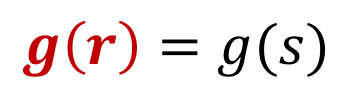 g(r) = g(s)